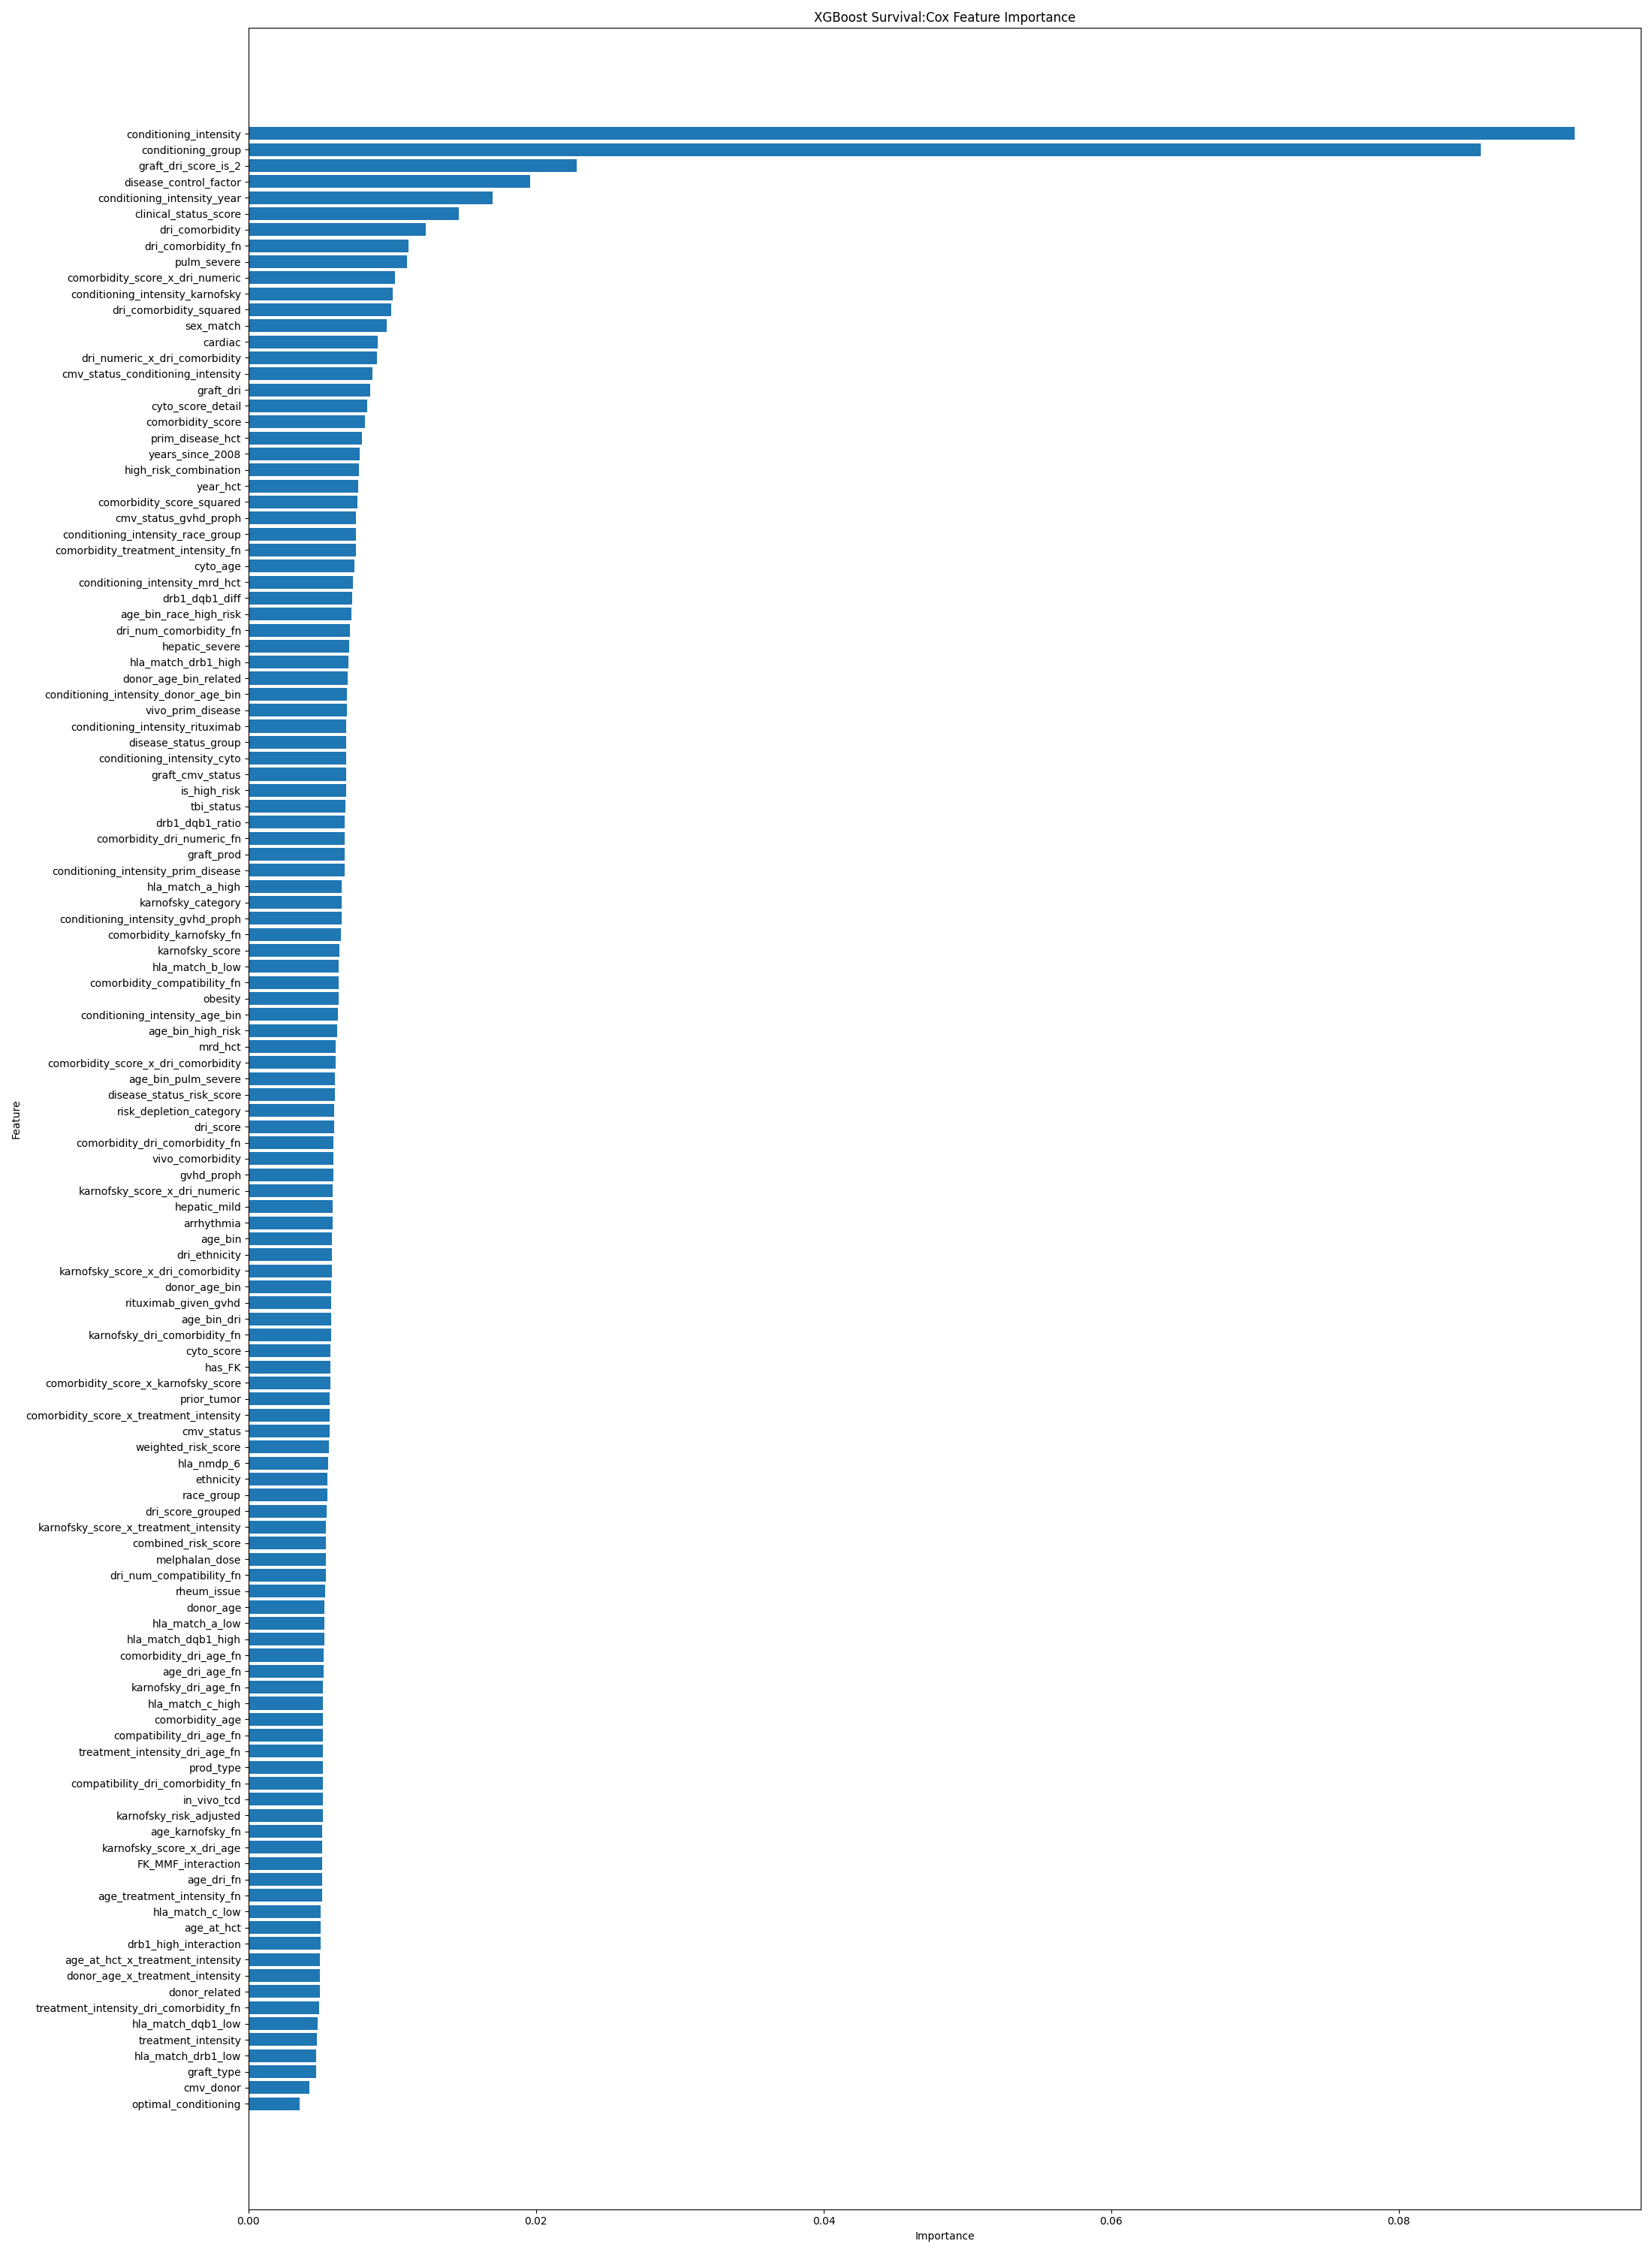 XGBoost Survival:Cox Feature Importance
conditioning_intensity
conditioning_group
graft_dri_score_is_2
disease_control_factor
conditioning_intensity_year
clinical_status_score
dri_comorbidity
dri_comorbidity_fn
pulm_severe
comorbidity_score_x_dri_numeric
conditioning_intensity_karnofsky
dri_comorbidity_squared
sex_match
cardiac
dri_numeric_x_dri_comorbidity
cmv_status_conditioning_intensity
graft_dri
cyto_score_detail
comorbidity_score
prim_disease_hct
years_since_2008
high_risk_combination
year_hct
comorbidity_score_squared
cmv_status_gvhd_proph
conditioning_intensity_race_group
comorbidity_treatment_intensity_fn
cyto_age
conditioning_intensity_mrd_hct
drb1_dqb1_diff
age_bin_race_high_risk
dri_num_comorbidity_fn
hepatic_severe
hla_match_drb1_high
donor_age_bin_related
conditioning_intensity_donor_age_bin
vivo_prim_disease
conditioning_intensity_rituximab
disease_status_group
conditioning_intensity_cyto
graft_cmv_status
is_high_risk
tbi_status
drb1_dqb1_ratio
comorbidity_dri_numeric_fn
graft_prod
conditioning_intensity_prim_disease
hla_match_a_high
karnofsky_category
conditioning_intensity_gvhd_proph
comorbidity_karnofsky_fn
karnofsky_score
hla_match_b_low
comorbidity_compatibility_fn
obesity
conditioning_intensity_age_bin
age_bin_high_risk
mrd_hct
comorbidity_score_x_dri_comorbidity
age_bin_pulm_severe
disease_status_risk_score
risk_depletion_category
dri_score
comorbidity_dri_comorbidity_fn
vivo_comorbidity
gvhd_proph
karnofsky_score_x_dri_numeric
hepatic_mild
arrhythmia
age_bin
dri_ethnicity
karnofsky_score_x_dri_comorbidity
donor_age_bin
rituximab_given_gvhd
age_bin_dri
karnofsky_dri_comorbidity_fn
cyto_score
has_FK
comorbidity_score_x_karnofsky_score
prior_tumor
comorbidity_score_x_treatment_intensity
cmv_status
weighted_risk_score
hla_nmdp_6
ethnicity
race_group
dri_score_grouped
karnofsky_score_x_treatment_intensity
combined_risk_score
melphalan_dose
dri_num_compatibility_fn
rheum_issue
donor_age
hla_match_a_low
hla_match_dqb1_high
comorbidity_dri_age_fn
age_dri_age_fn
karnofsky_dri_age_fn
hla_match_c_high
comorbidity_age
compatibility_dri_age_fn
treatment_intensity_dri_age_fn
prod_type
compatibility_dri_comorbidity_fn
in_vivo_tcd
karnofsky_risk_adjusted
age_karnofsky_fn
karnofsky_score_x_dri_age
FK_MMF_interaction
age_dri_fn
age_treatment_intensity_fn
hla_match_c_low
age_at_hct
drb1_high_interaction
age_at_hct_x_treatment_intensity
donor_age_x_treatment_intensity
donor_related
treatment_intensity_dri_comorbidity_fn
hla_match_dqb1_low
treatment_intensity
hla_match_drb1_low
graft_type
cmv_donor
optimal_conditioning
Feature
0.00
0.02
0.04
0.06
0.08
Importance